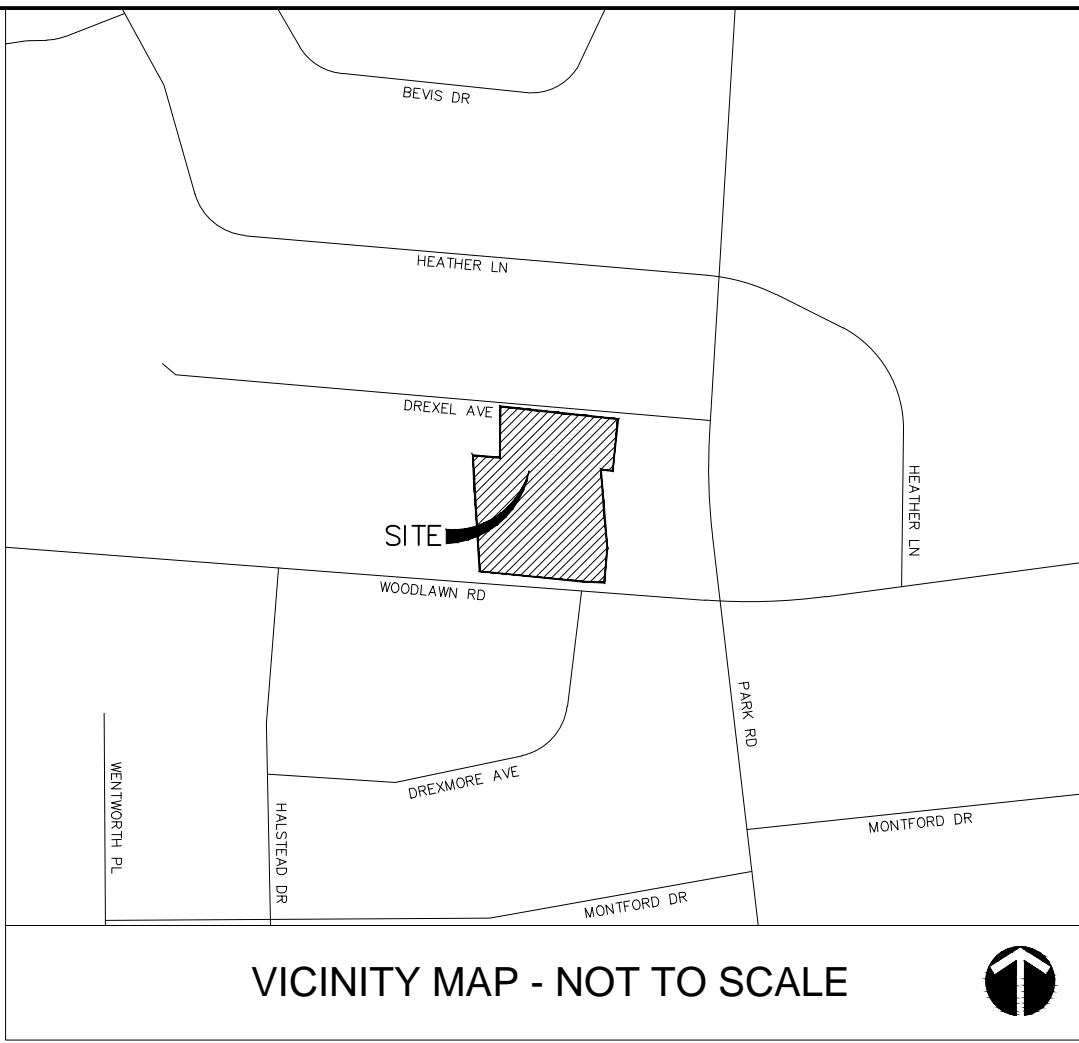 BEVIS DR
HEATHER LN
DREXEL AVE
HEATHER LN
SITE
WOODLAWN RD
PARK RD
WENTWORTH PL
DREXMORE AVE
HALSTEAD DR
MONTFORD DR
MONTFORD DR
VICINITY MAP - NOT TO SCALE